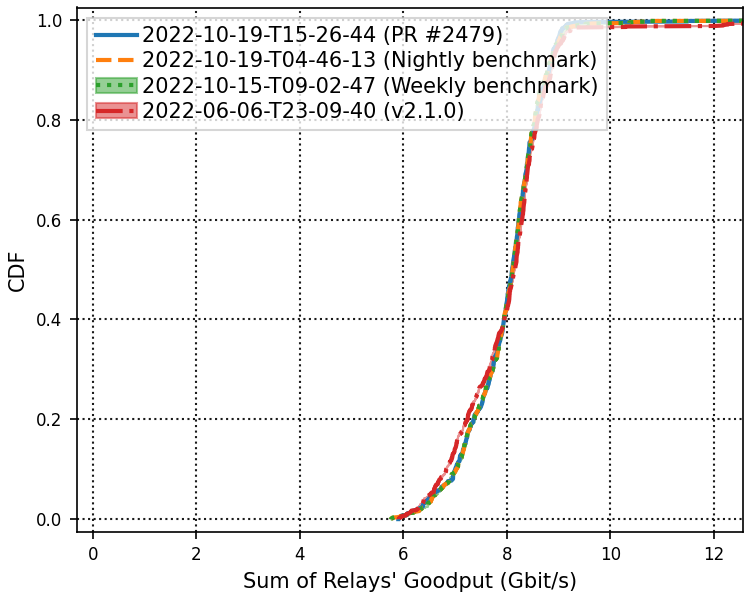 2022-10-19-T15-26-44 (PR #2479)
2022-10-19-T04-46-13 (Nightly benchmark)
2022-10-15-T09-02-47 (Weekly benchmark)
2022-06-06-T23-09-40 (v2.1.0)
1.0
0.8
0.6
0.4
0.2
0.0
CDF
0 2 4 6 8 10 12
Sum of Relays' Goodput (Gbit/s)